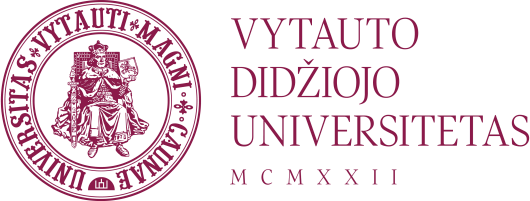 UNIVERSITAS VYTAUTI MAGNI CAUNAE
VYTAUTO
DIDŽIOJO
UNIVERSITETAS
MCMXXII